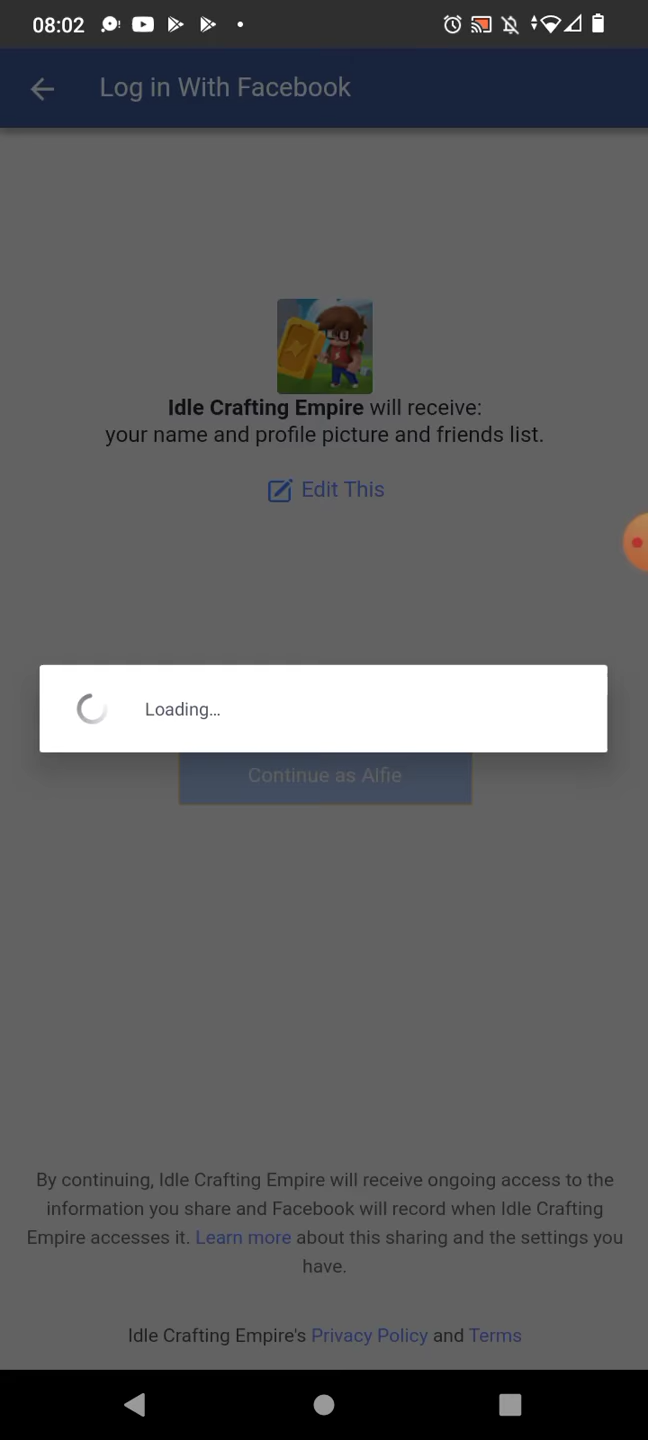 08:02
Log in With Facebook
Idle Crafting Empire will receive:
your name and profile picture and friends list.
Edit This
Loading...
Continue as Alfie
By continuing, Idle Crafting Empire will receive ongoing access to the
information you share and Facebook will record when Idle Crafting
Empire accesses it. Learn more about this sharing and the settings you
have.
Idle Crafting Empire's Privacy Policy and Terms